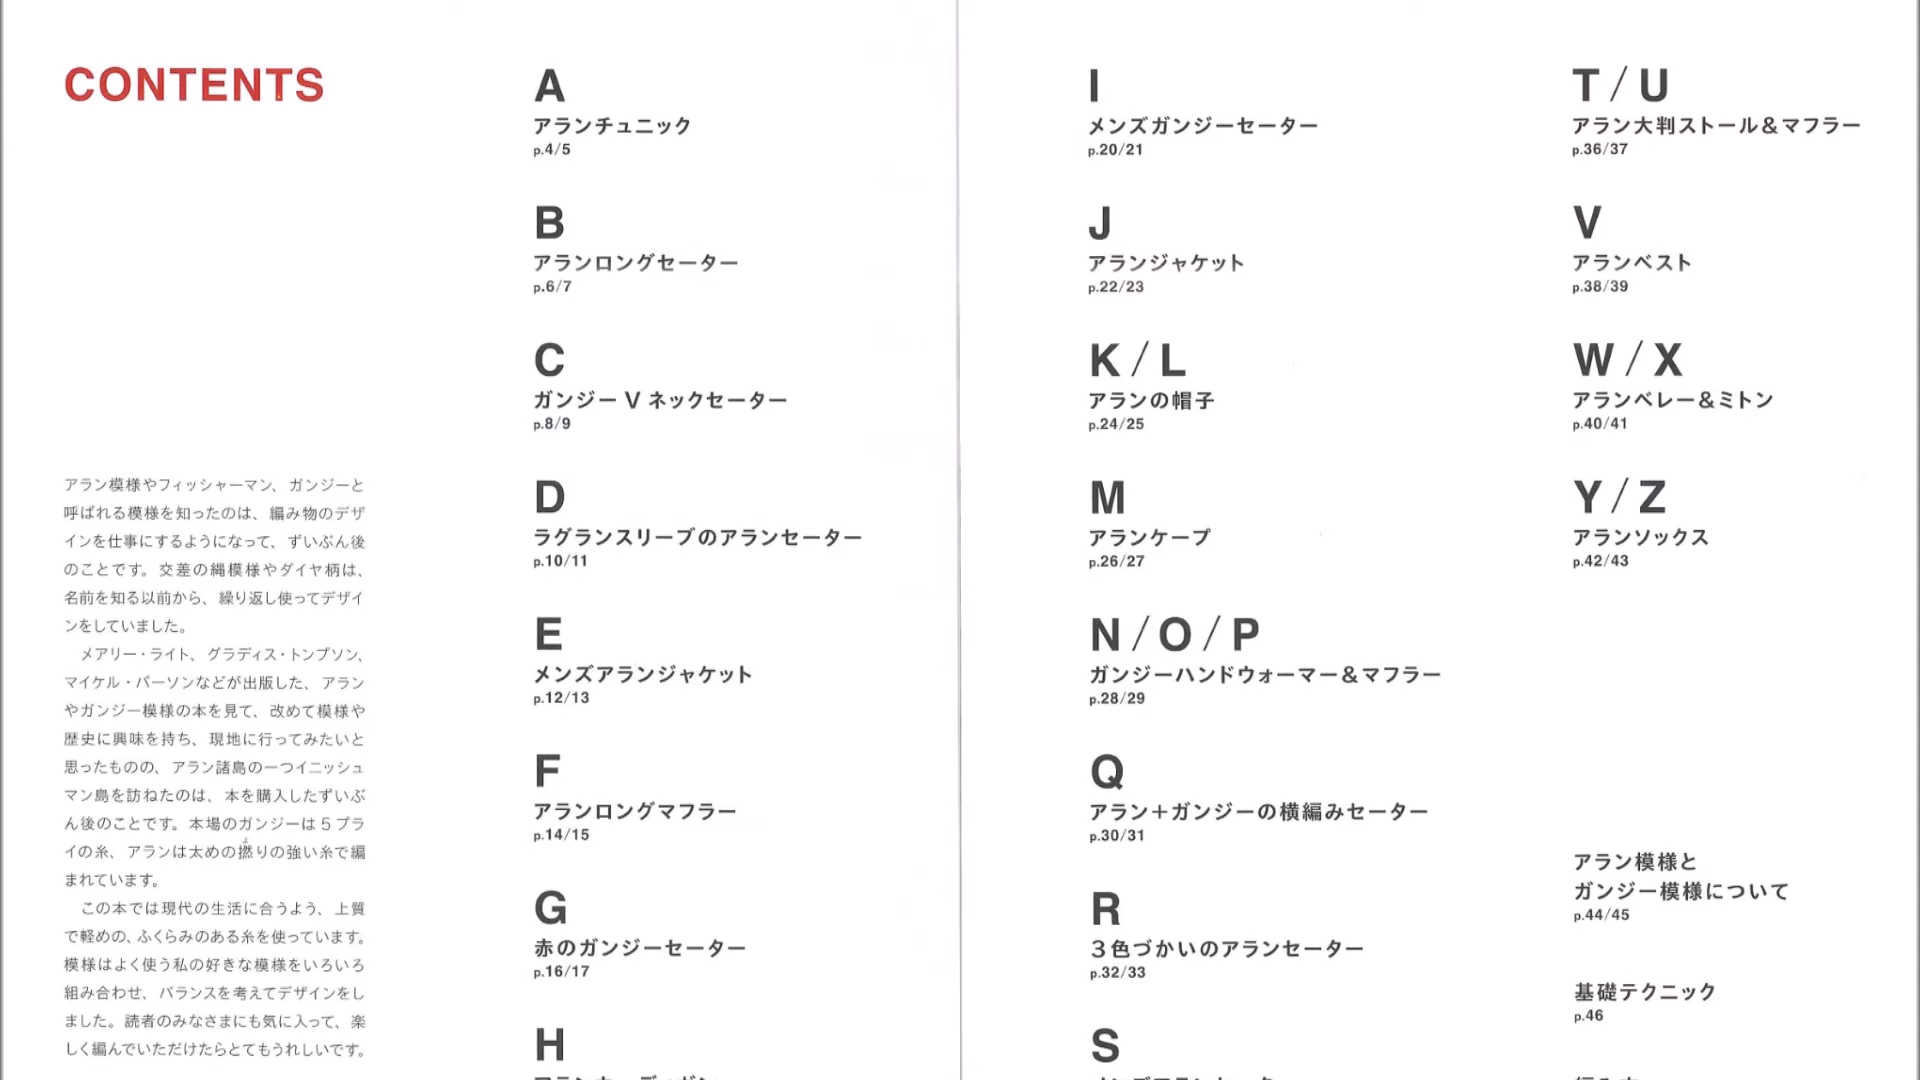 CONTENTS
アラン模様やフィッシャーマン、ガンジーと
呼ばれる模様を知ったのは、編み物のデザ
インを仕事にするようになって、ずいぶん後
のことです。交差の縄模様やダイヤ柄は、
名前を知る以前から、繰り返し使ってデザイ
ンをしていました。
メアリー・ライト、グラディス・トンプソン、
マイケル・パーソンなどが出版した、アラン
やガンジー模様の本を見て、改めて模様や
歴史に興味を持ち、現地に行ってみたいと
思ったものの、アラン諸島の一つイニッシュ
マン島を訪ねたのは、本を購入したずいぶ
ん後のことです。本場のガンジーは5プラ
イの糸、アランは太めの撚りの強い糸で編
まれています。
この本では現代の生活に合うよう、上質
で軽めの、ふくらみのある糸を使っています。
模様はよく使う私の好きな模様をいろいろ
組み合わせ、バランスを考えてデザインをし
ました。読者のみなさまにも気に入って、楽
しく編んでいただけたらとてもうれしいです。
A
アランチュニック
p.4/5
B
アランロングセーター
p.6/7
C
ガンジー V ネックセーター
p.8/9
D
ラグランスリーブのアランセーター
p.10/11
E
メンズアランジャケット
p.12/13
F
アランロングマフラー
p.14/15
G
赤のガンジーセーター
p.16/17
H
I
メンズガンジーセーター
p.20/21
J
アランジャケット
p.22/23
K / L
アランの帽子
p.24/25
M
アランケープ
p.26/27
N / O / P
ガンジーハンドウォーマー＆マフラー
p.28/29
Q
アラン＋ガンジーの横編みセーター
p.30/31
R
3色づかいのアランセーター
p.32/33
S
T / U
アラン大判ストール＆マフラー
p.36/37
V
アランベスト
p.38/39
W / X
アランベレー＆ミトン
p.40/41
Y / Z
アランソックス
p.42/43
アラン模様と
ガンジー模様について
p.44/45
基礎テクニック
p.46